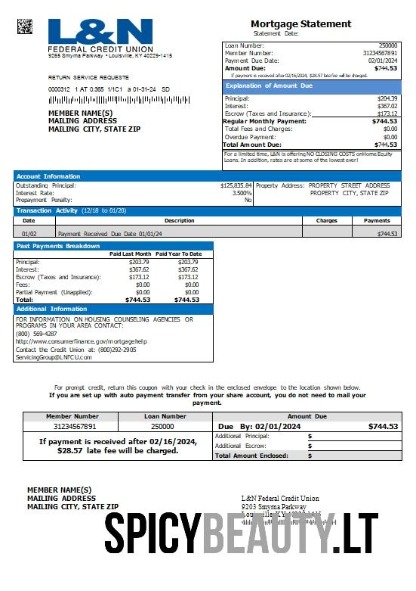 L&N
FEDERAL CREDIT UNION
9265 Smyrna Parkway • Louisville, KY 40229-1415
Mortgage Statement
Statement Date:
Loan Number: 250000
Member Number: 31234567891
Payment Due Date: 02/01/2024
Amount Due: $744.53
If payment is received after 02/16/2024, $28.57 late fee will be charged.
RETURN SERVICE REQUESTE
0000312 1 AT 0.365 1/1C1 a 01-31-24 SD
MEMBER NAME(S)
MAILING ADDRESS
MAILING CITY, STATE ZIP
Explanation of Amount Due
Principal: $204.39
Interest: $367.02
Escrow (Taxes and Insurance): $173.12
Regular Monthly Payment: $744.53
Total Fees and Charges: $0.00
Overdue Payment: $0.00
Total Amount Due: $744.53
For a limited time, L&N is offering NO CLOSING COSTS on Home Equity
Loans. In addition, rates are at some of the lowest ever!
Account Information
Outstanding Principal: $125,835.84
Interest Rate: 3.500%
Prepayment Penalty: No
Property Address: PROPERTY STREET ADDRESS
PROPERTY CITY, STATE ZIP
Transaction Activity (12/18 to 01/20)
Date Description Charges Payments
01/02 Payment Received Due Date 01/01/24 $744.53
Past Payments Breakdown
Paid Last Month Paid Year To Date
Principal: $203.79 $203.79
Interest: $367.62 $367.62
Escrow (Taxes and Insurance): $173.12 $173.12
Fees: $0.00 $0.00
Partial Payment (Unapplied): $0.00 $0.00
Total: $744.53 $744.53
Additional Information
FOR INFORMATION ON HOUSING COUNSELING AGENCIES OR
PROGRAMS IN YOUR AREA CONTACT:
(800) 569-4287
http://www.consumerfinance.gov/mortgagehelp
Contact the Credit Union at: (800)292-2905
ServicingGroup@LNFCU.com
For prompt credit, return this coupon with your check in the enclosed envelope to the location shown below.
If you are set up with auto payment transfer from your share account, you do not need to mail your
payment.
Member Number Loan Number Amount Due
31234567891 250000 Due By: 02/01/2024 $744.53
If payment is received after 02/16/2024,
$28.57 late fee will be charged.
Additional Principal: $
Additional Escrow: $
Total Amount Enclosed: $
MEMBER NAME(S)
MAILING ADDRESS
MAILING CITY, STATE ZIP
L&N Federal Credit Union
9203 Smyrna Parkway
Louisville KY 40229-1415
SPICYBEAUTY.LT